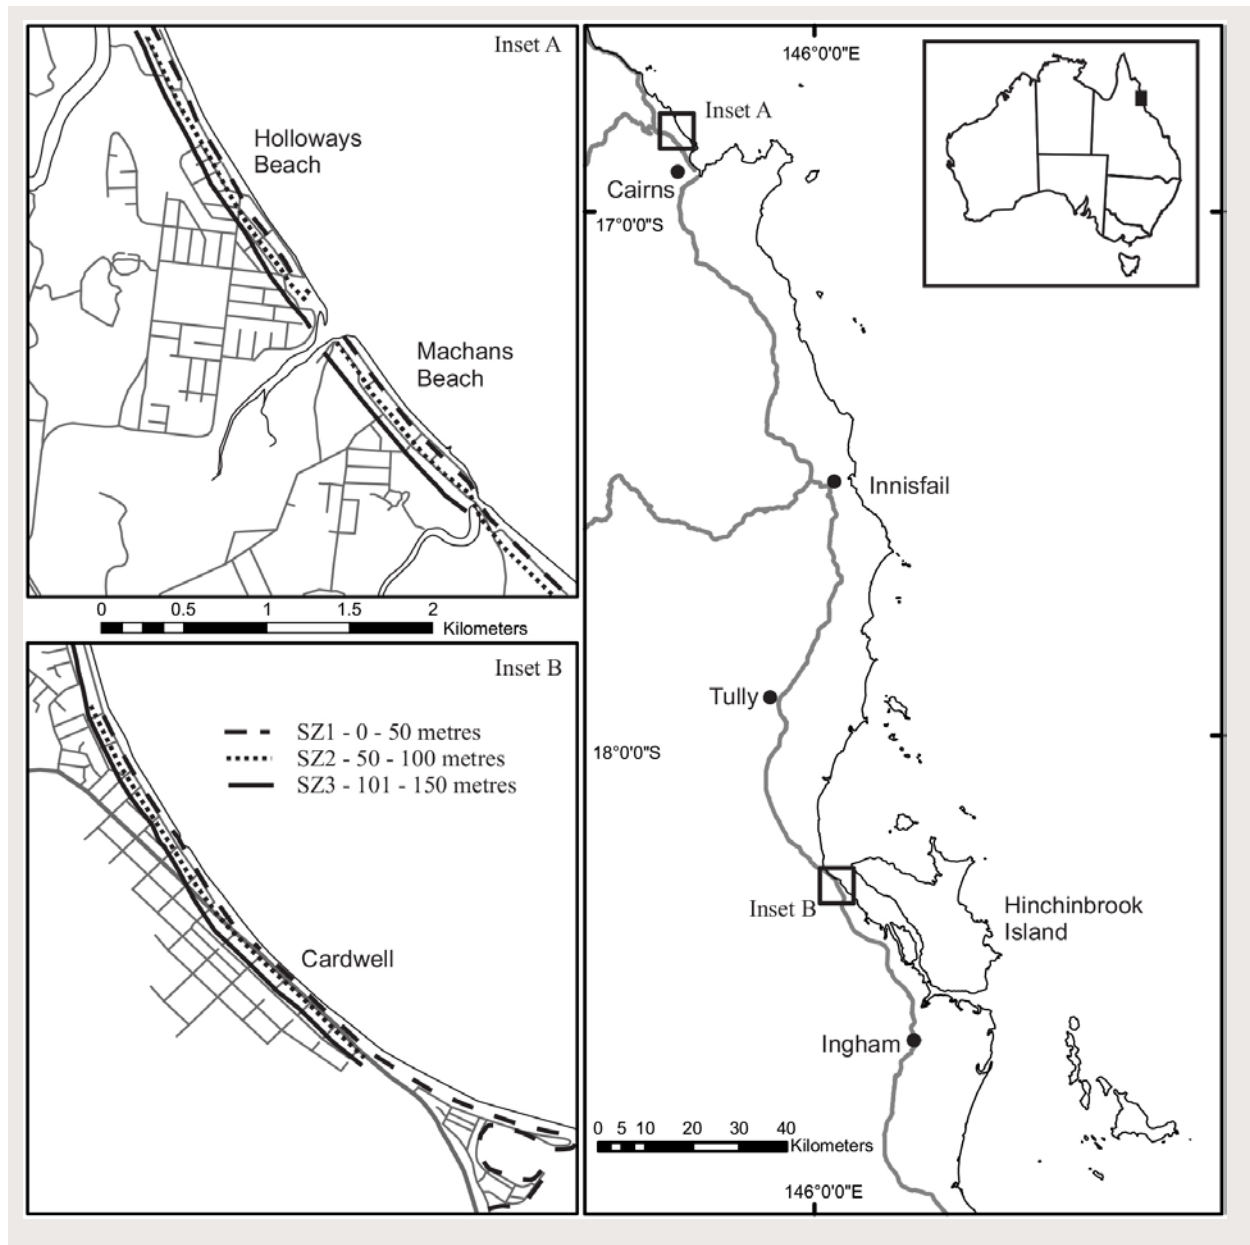 Inset A
Holloways
Beach
Machans
Beach
0 0.5 1 1.5 2
Kilometers
Inset B
SZ1 - 0 - 50 metres
SZ2 - 50 - 100 metres
SZ3 - 101 - 150 metres
Cardwell
146°0'0"E
Inset A
Cairns
17°0'0"S
Innisfail
Tully
18°0'0"S
Inset B
Hinchinbrook
Island
Ingham
0 5 10 20 30 40
Kilometers
146°0'0"E